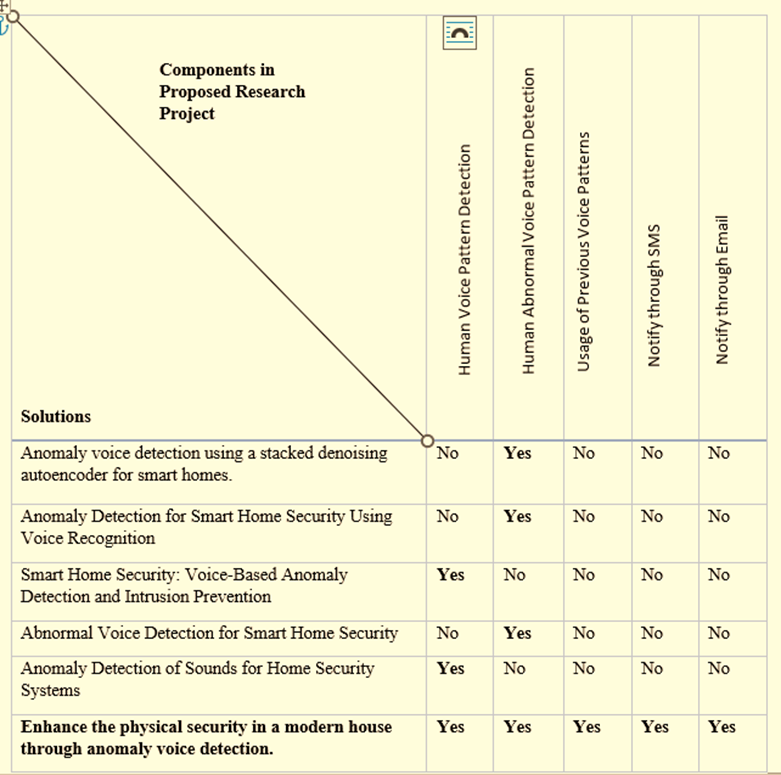 Components in
Proposed Research
Project
Solutions
Human Voice Pattern Detection
Human Abnormal Voice Pattern Detection
Usage of Previous Voice Patterns
Notify through SMS
Notify through Email
Anomaly voice detection using a stacked denoising
autoencoder for smart homes.
No Yes No No No
Anomaly Detection for Smart Home Security Using
Voice Recognition
No Yes No No No
Smart Home Security: Voice-Based Anomaly
Detection and Intrusion Prevention
Yes No No No No
Abnormal Voice Detection for Smart Home Security
No Yes No No No
Anomaly Detection of Sounds for Home Security
Systems
Yes No No No No
Enhance the physical security in a modern house
through anomaly voice detection.
Yes Yes Yes Yes Yes